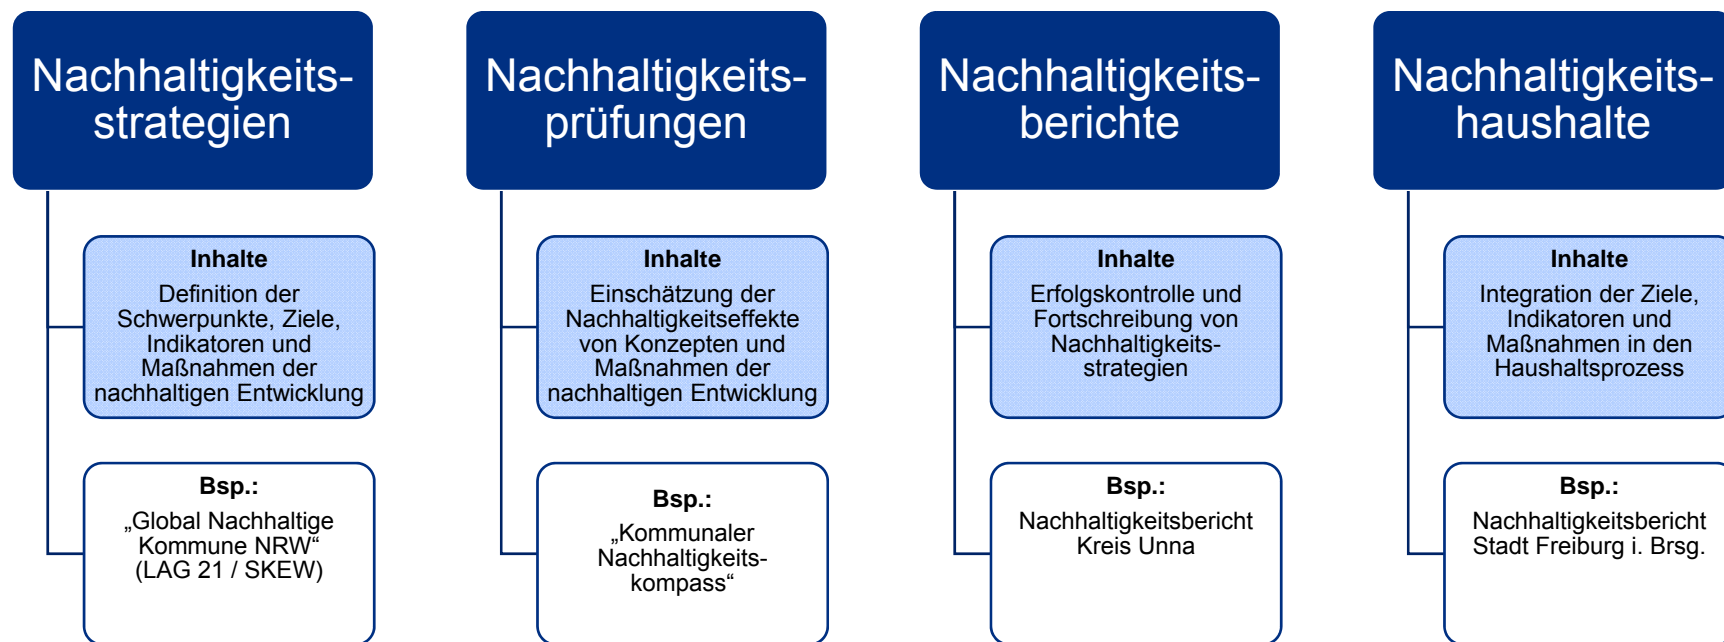 Nachhaltigkeits-
strategien
Inhalte
Definition der
Schwerpunkte, Ziele,
Indikatoren und
Maßnahmen der
nachhaltigen Entwicklung
Bsp.:
„Global Nachhaltige
Kommune NRW“
(LAG 21 / SKEW)
Nachhaltigkeits-
prüfungen
Inhalte
Einschätzung der
Nachhaltigkeitseffekte
von Konzepten und
Maßnahmen der
nachhaltigen Entwicklung
Bsp.:
„Kommunaler
Nachhaltigkeits-
kompass“
Nachhaltigkeits-
berichte
Inhalte
Erfolgskontrolle und
Fortschreibung von
Nachhaltigkeits-
strategien
Bsp.:
Nachhaltigkeitsbericht
Kreis Unna
Nachhaltigkeits-
haushalte
Inhalte
Integration der Ziele,
Indikatoren und
Maßnahmen in den
Haushaltsprozess
Bsp.:
Nachhaltigkeitsbericht
Stadt Freiburg i. Brsg.